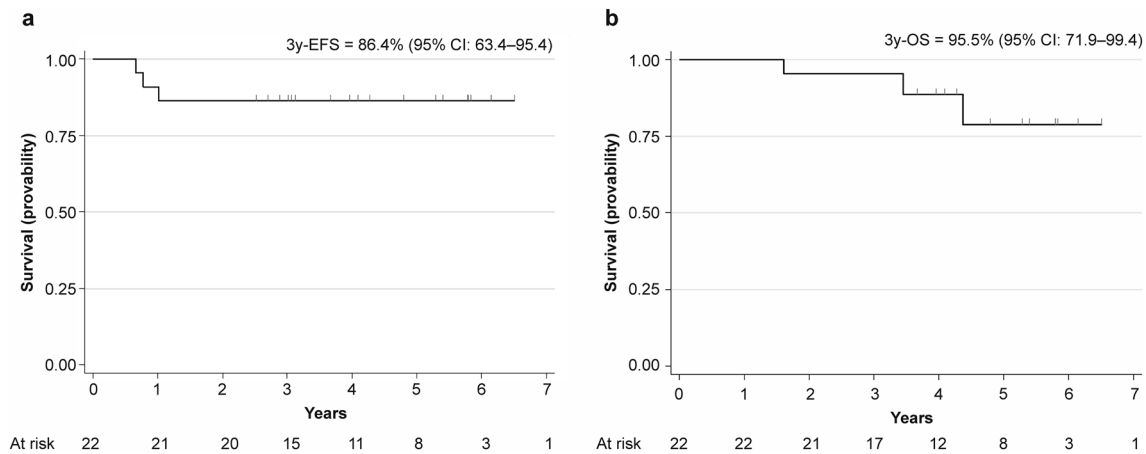 a
3y-EFS = 86.4% (95% CI: 63.4–95.4)
1.00
0.75
0.50
0.25
0.00
Survival (provability)
0 1 2 3 4 5 6 7
Years
At risk 22 21 20 15 11 8 3 1
b
3y-OS = 95.5% (95% CI: 71.9–99.4)
1.00
0.75
0.50
0.25
0.00
Survival (provability)
0 1 2 3 4 5 6 7
Years
At risk 22 22 21 17 12 8 3 1